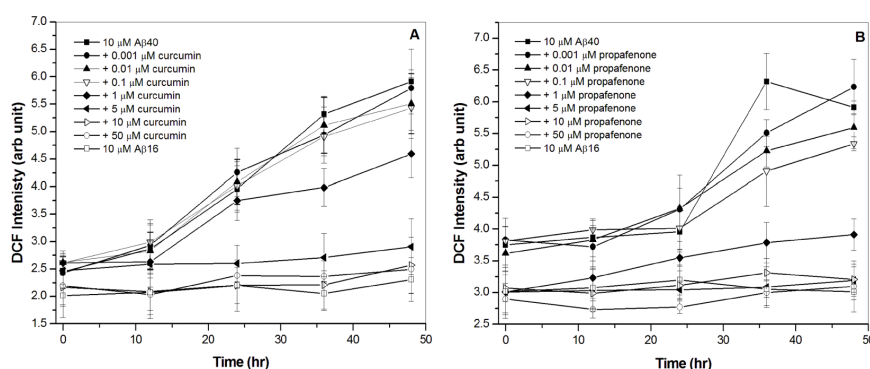 A
10 μM Aβ40
+ 0.001 μM curcumin
+ 0.01 μM curcumin
+ 0.1 μM curcumin
+ 1 μM curcumin
+ 5 μM curcumin
+ 10 μM curcumin
+ 50 μM curcumin
10 μM Aβ16
DCF Intenisty (arb unit)
7.0
6.5
6.0
5.5
5.0
4.5
4.0
3.5
3.0
2.5
2.0
1.5
0 10 20 30 40 50
Time (hr)
B
10 μM Aβ40
+ 0.001 μM propafenone
+ 0.01 μM propafenone
+ 0.1 μM propafenone
+ 1 μM propafenone
+ 5 μM propafenone
+ 10 μM propafenone
+ 50 μM propafenone
10 μM Aβ16
DCF Intensity (arb unit)
7.0
6.5
6.0
5.5
5.0
4.5
4.0
3.5
3.0
2.5
0 10 20 30 40 50
Time (hr)